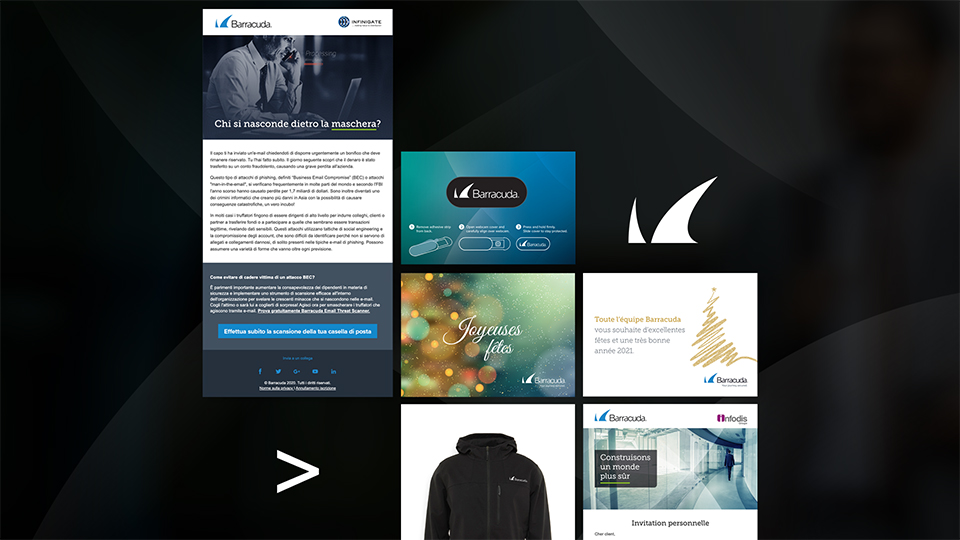 Barracuda.
INFINIGATE
Chi si nasconde dietro la maschera?
Il capo ti ha inviato un'e-mail chiedendoti di disporre urgentemente un bonifico che deve
rimanere riservato. Tu l'hai fatto subito. Il giorno seguente scopri che il denaro è stato
trasferito su un conto fraudolento, causando una grave perdita all'azienda.
Questo tipo di attacchi di phishing, definiti "Business Email Compromise" (BEC) o attacchi
"man-in-the-email", si verificano frequentemente in molte parti del mondo e secondo l'FBI
l'anno scorso hanno causato perdite per 1,7 miliardi di dollari. Sono inoltre diventati uno
dei crimini informatici che creano più danni in Asia con la possibilità di causare
conseguenze catastrofiche, un vero incubo!
In molti casi i truffatori fingono di essere dirigenti di alto livello per indurre colleghi, clienti o
partner a trasferire fondi e a partecipare a quelle che sembrano essere transazioni
legittime, rivelando dati sensibili. Questi attacchi utilizzano tattiche di social engineering e
la compromissione degli account, che sono difficili da identificare perché non si servono di
allegati e collegamenti dannosi, di solito presenti nelle tipiche e-mail di phishing. Possono
assumere una varietà di forme che vanno oltre ogni previsione.
Come evitare di cadere vittima di un attacco BEC?
È parimenti importante aumentare la consapevolezza dei dipendenti in materia di
sicurezza e implementare uno strumento di scansione efficace all'interno
dell'organizzazione per svelare le crescenti minacce che si nascondono nelle e-mail.
Cogli l'attimo o sarai tu a coglierti di sorpresa! Agisci ora per smascherare i truffatori che
agiscono tramite e-mail. Prova gratuitamente Barracuda Email Threat Scanner.
Effettua subito la scansione della tua casella di posta
Invia a un collega
© Barracuda 2020. Tutti i diritti riservati.
Norme sulla privacy | Annullamento iscrizione
Barracuda.
1 Remove adhesive strip
from back.
2 Open webcam cover and
carefully align over webcam.
3 Press and hold firmly.
Slide cover to stay protected.
Barracuda
Joyeuses
fêtes
Barracuda
Toute l'équipe Barracuda
vous souhaite d'excellentes
fêtes et une très bonne
année 2021.
Barracuda
>
Barracuda.
Barracuda.
Infodis
Construisons
un monde
plus sûr
Invitation personnelle
Cher client,